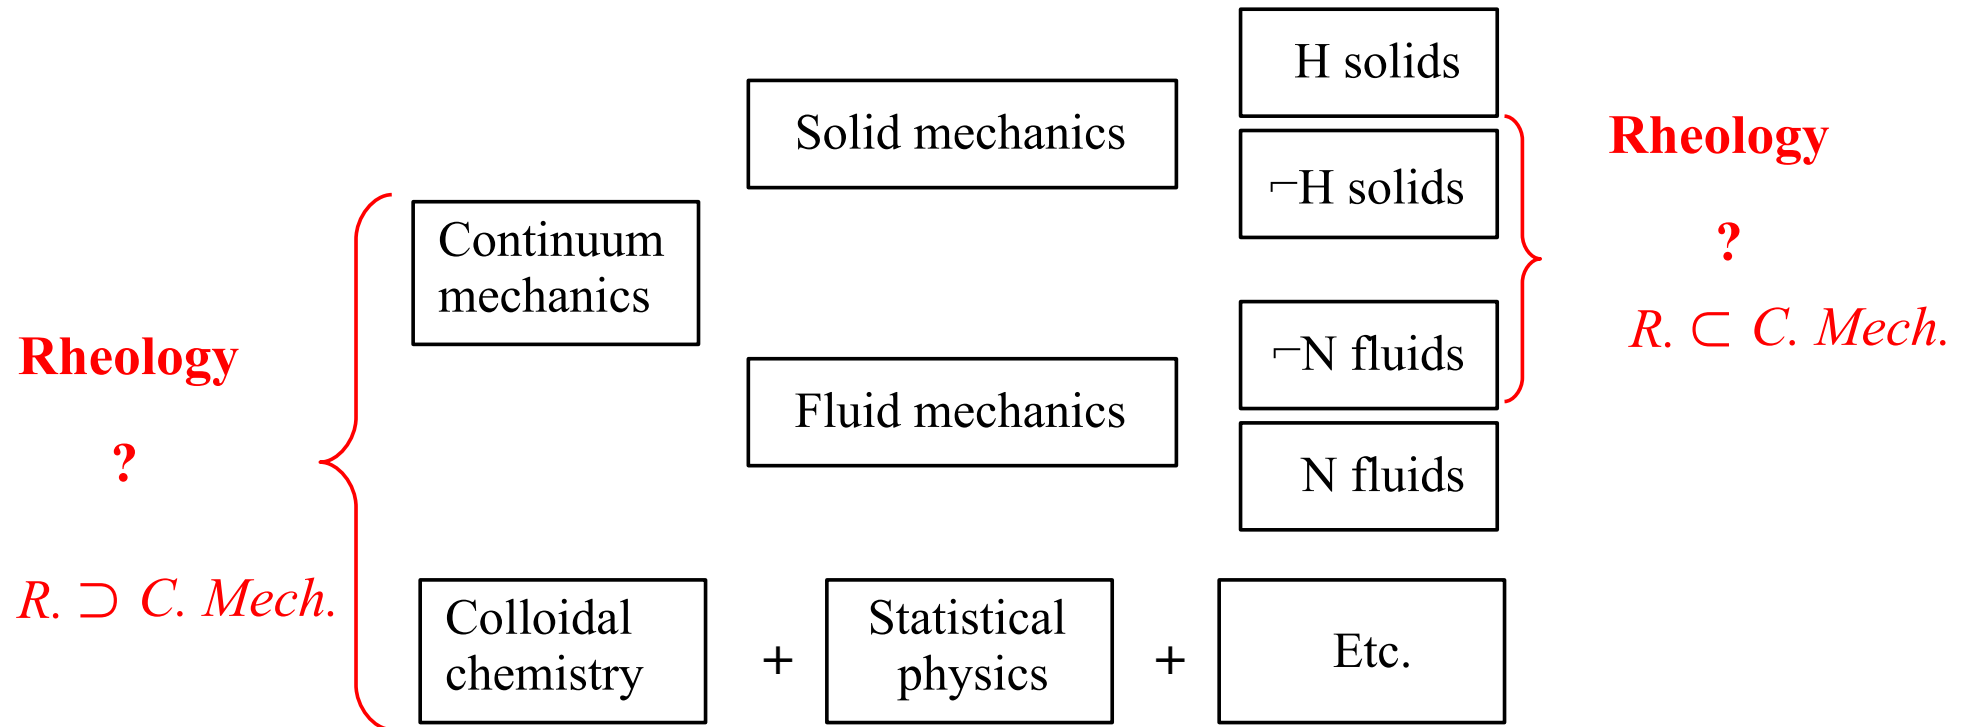 H solids
Solid mechanics
¬H solids
Rheology
?
R. ⊂ C. Mech.
Continuum
mechanics
¬N fluids
Fluid mechanics
N fluids
Rheology
?
R. ⊃ C. Mech.
Colloidal
chemistry
+
Statistical
physics
+
Etc.